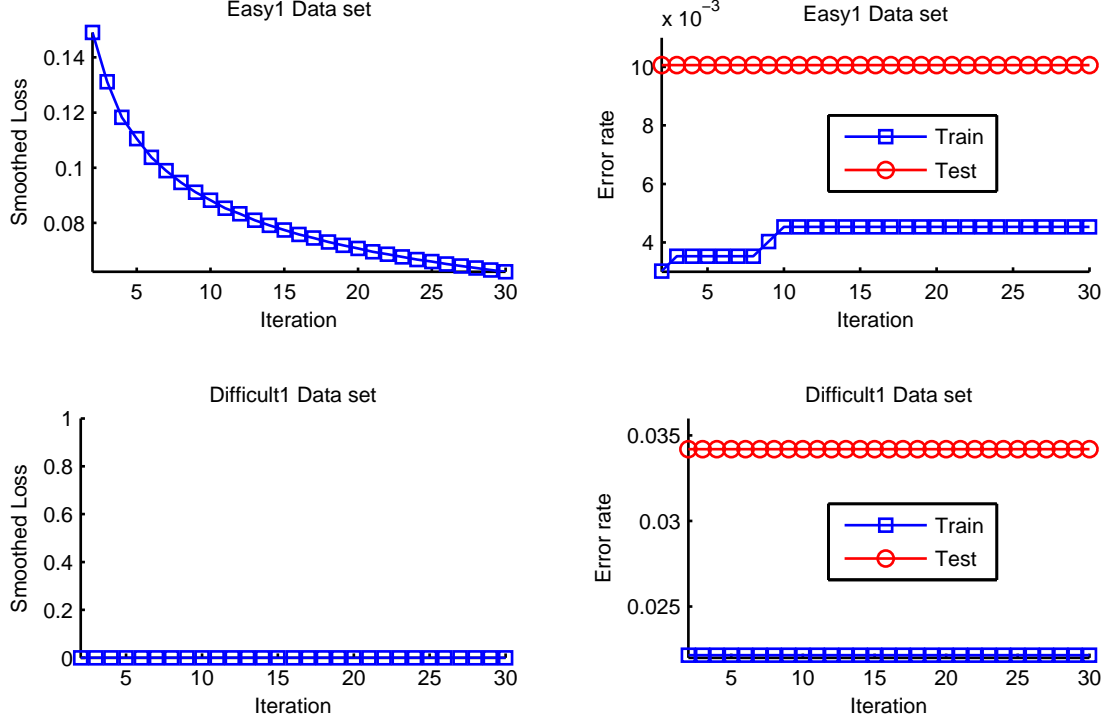 Easy1 Data set
0.14
0.12
0.1
0.08
Smoothed Loss
5 10 15 20 25 30
Iteration
Easy1 Data set
x 10^−3
10
8
6
4
Error rate
Train
Test
5 10 15 20 25 30
Iteration
Difficult1 Data set
1
0.8
0.6
0.4
0.2
0
Smoothed Loss
5 10 15 20 25 30
Iteration
Difficult1 Data set
0.035
0.03
0.025
Error rate
Train
Test
5 10 15 20 25 30
Iteration